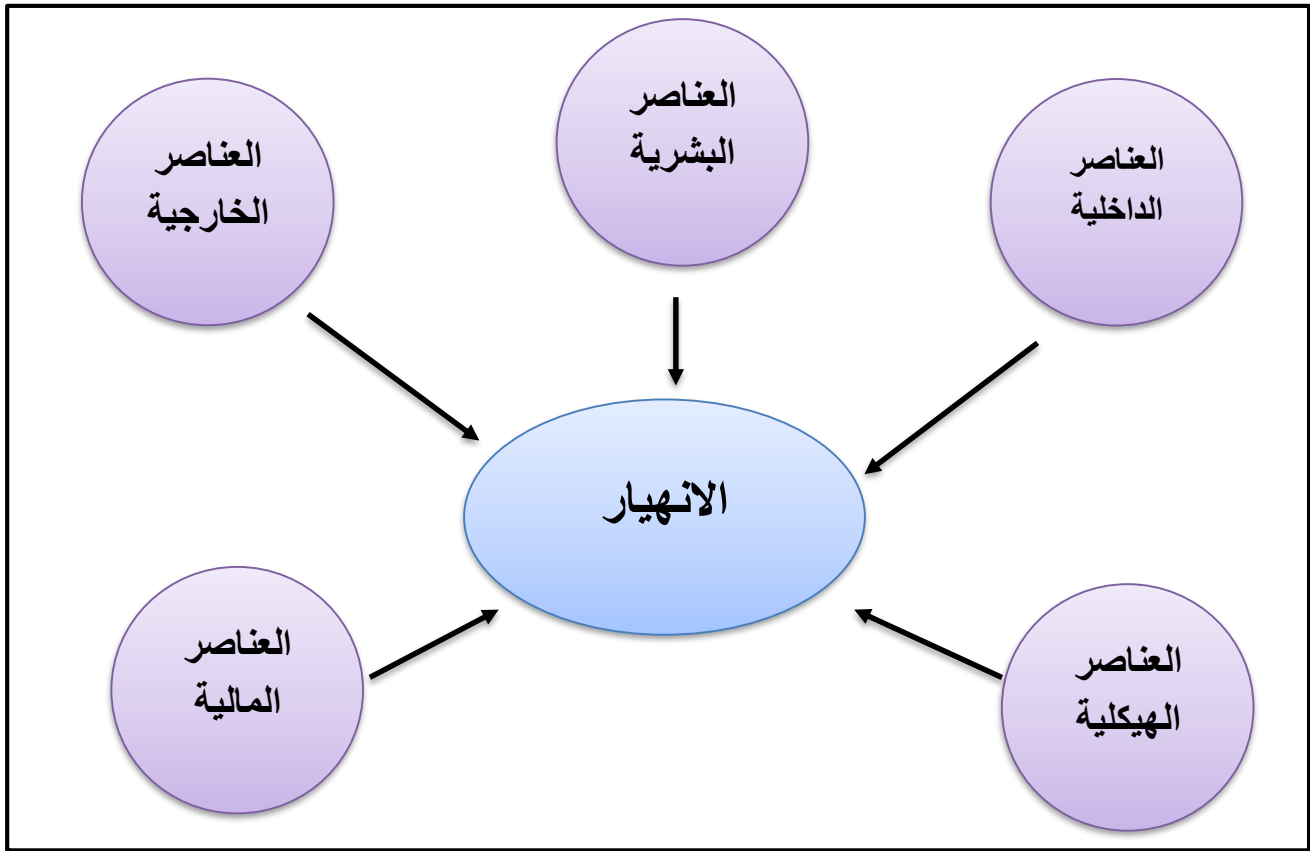 العناصر
البشرية
العناصر
الداخلية
العناصر
الخارجية
الانهيار
العناصر
الهيكلية
العناصر
المالية